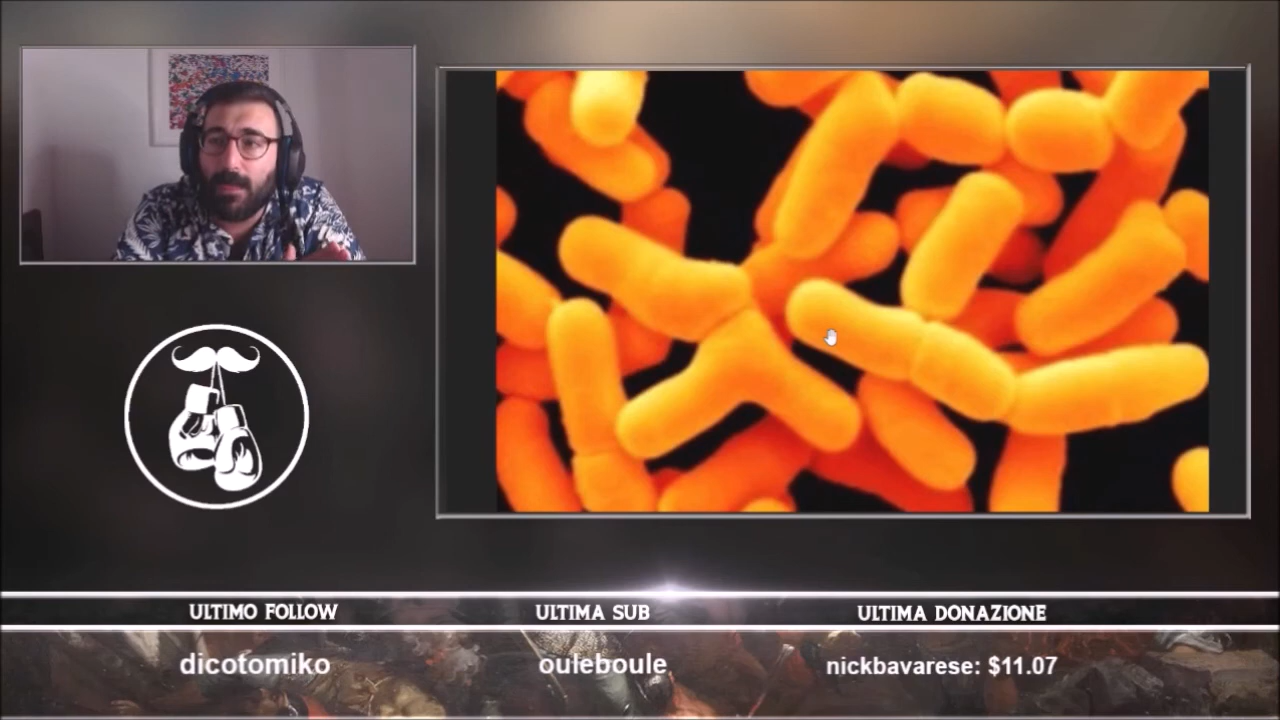 ULTIMO FOLLOW
ULTIMA SUB
ULTIMA DONAZIONE
dicotomiko
ouleboule
nickbavarese: $11.07